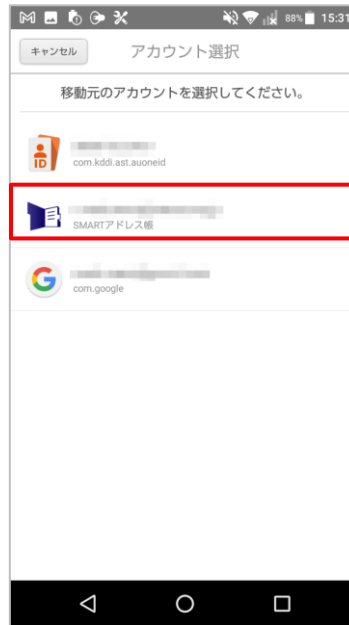 88% 15:31
キャンセル アカウント選択
移動元のアカウントを選択してください。
ID
com.kddi.ast.auoneid
SMARTアドレス帳
G
com.google